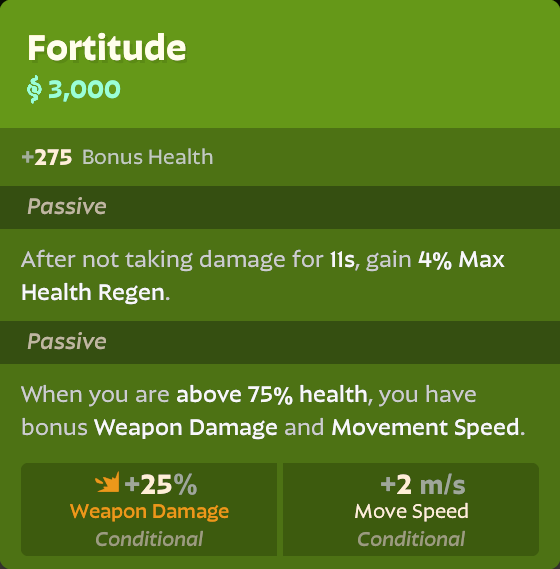 Fortitude
3,000
+275 Bonus Health
Passive
After not taking damage for 11s, gain 4% Max
Health Regen.
Passive
When you are above 75% health, you have
bonus Weapon Damage and Movement Speed.
+25% +2 m/s
Weapon Damage Move Speed
Conditional Conditional